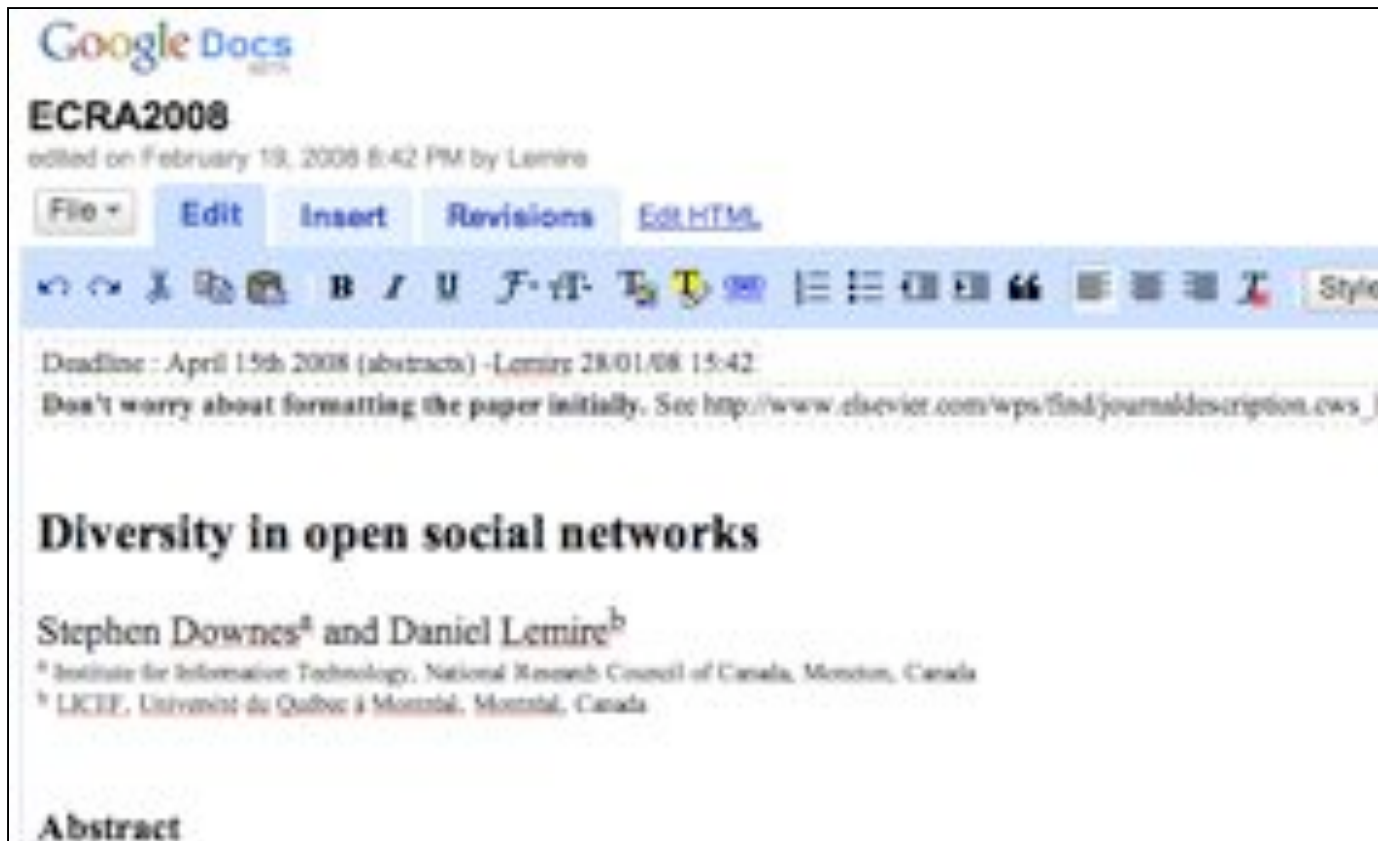 Google Docs
BETA
ECRA2008
edited on February 19, 2008 8:42 PM by Lemire
File Edit Insert Revisions Edit HTML
B I U Style
Deadline : April 15th 2008 (abstracts) -Lemire 28/01/08 15:42
Don't worry about formatting the paper initially. See http://www.elsevier.com/wps/find/journaldescription.cws_
Diversity in open social networks
Stephen Downesa and Daniel Lemireb
a Institute for Information Technology, National Research Council of Canada, Moncton, Canada
b LICEF, Université du Québec à Montréal, Montréal, Canada
Abstract